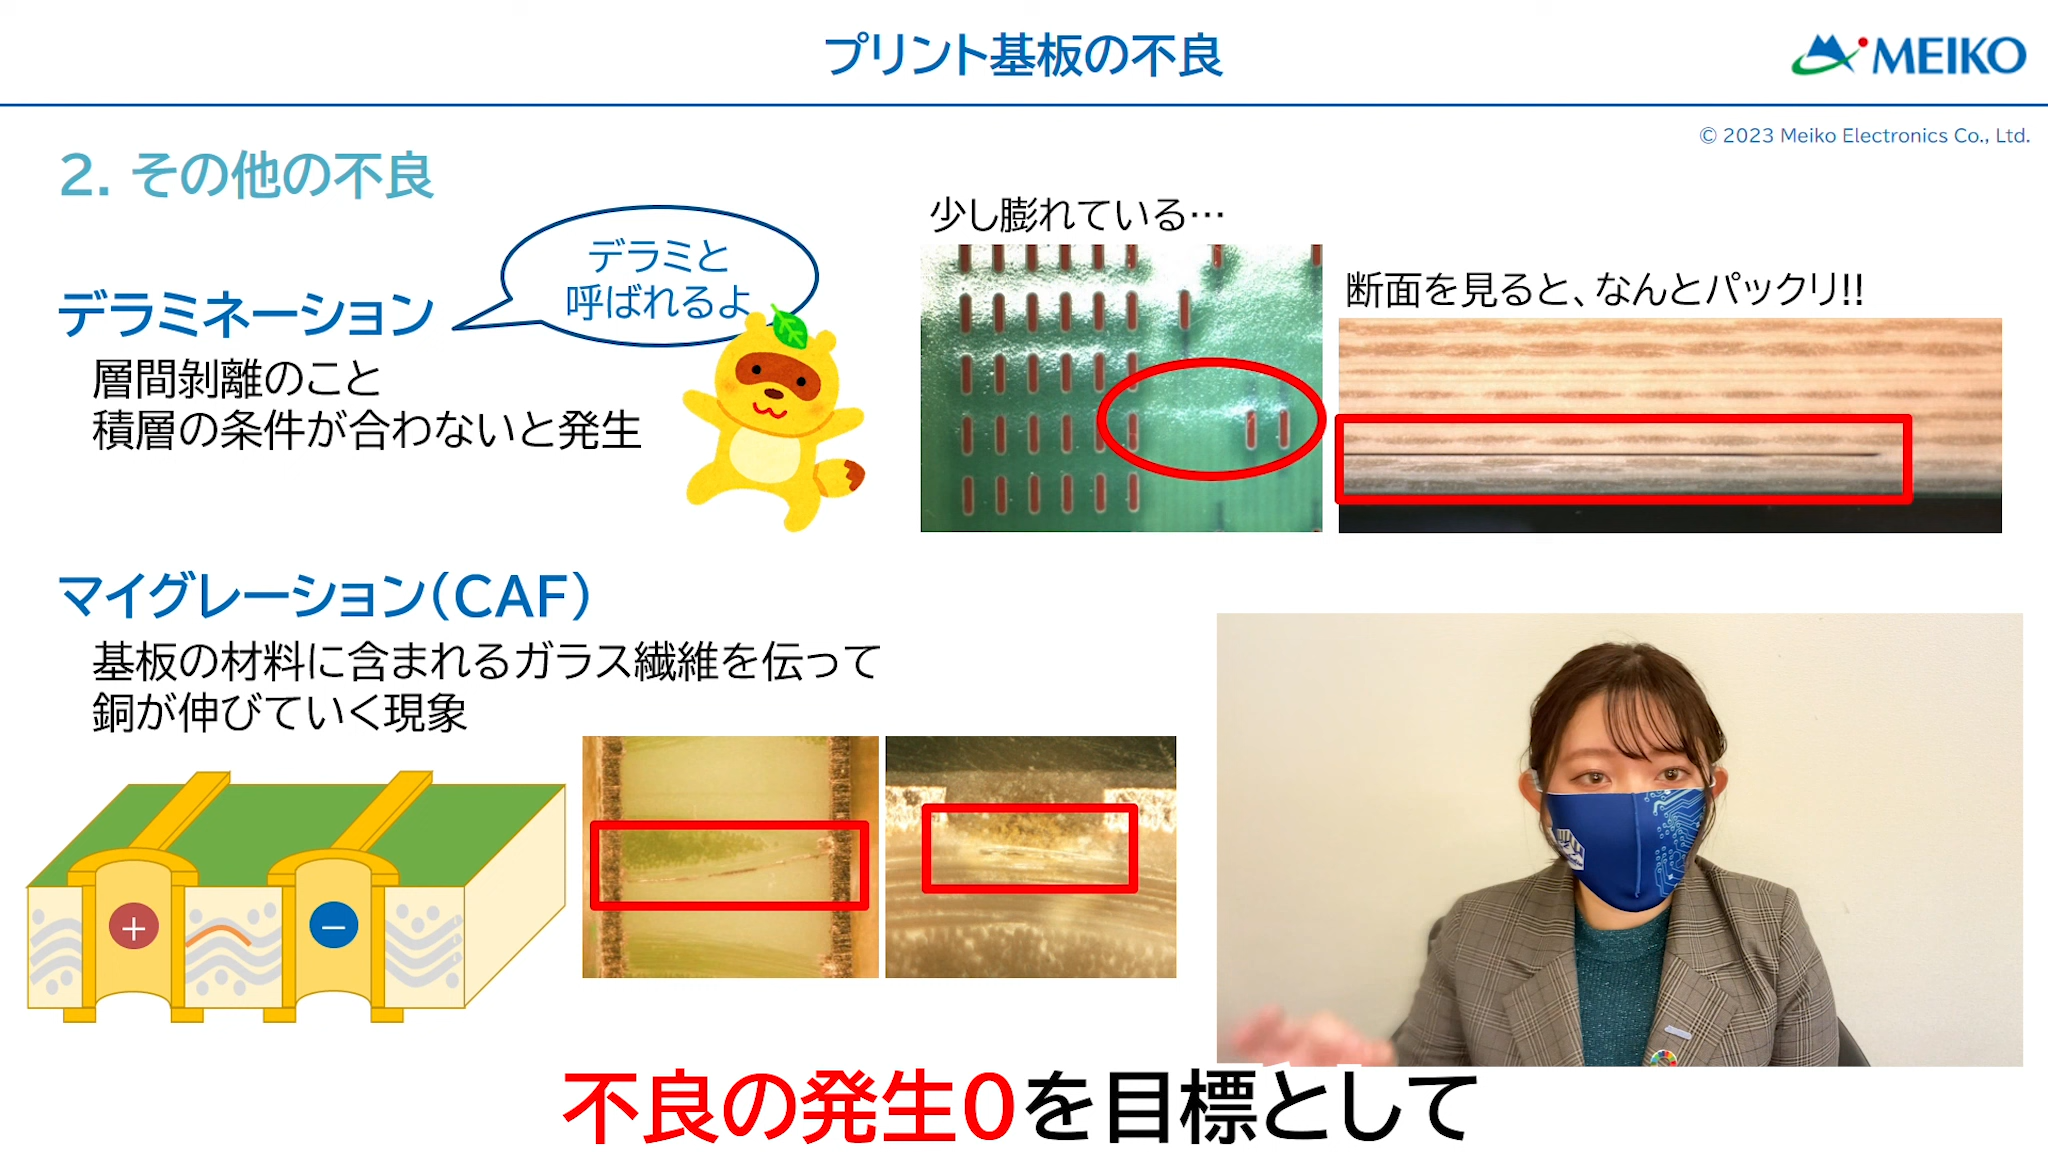 プリント基板の不良
MEIKO
© 2023 Meiko Electronics Co., Ltd.
2. その他の不良
デラミと
呼ばれるよ
デラミネーション
層間剝離のこと
積層の条件が合わないと発生
少し膨れている…
断面を見ると、なんとパックリ!!
マイグレーション(CAF)
基板の材料に含まれるガラス繊維を伝って
銅が伸びていく現象
+
−
不良の発生0を目標として